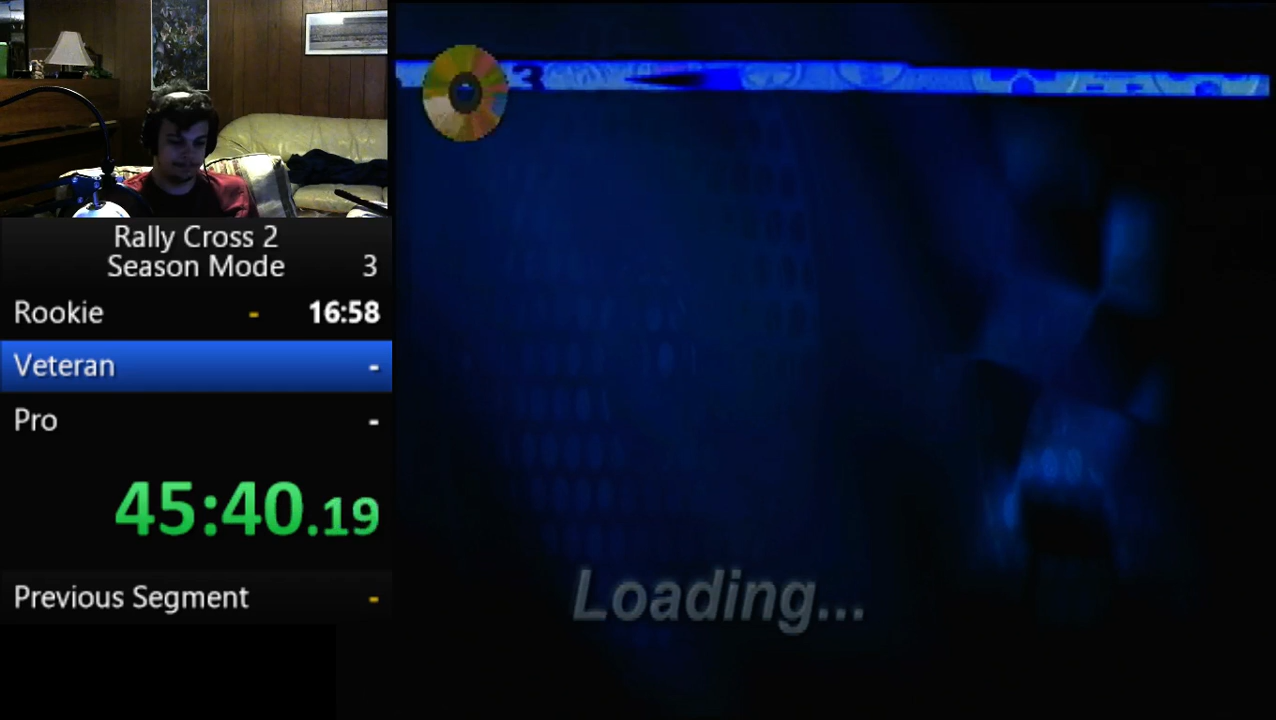 3
Rally Cross 2
Season Mode 3
Rookie - 16:58
Veteran -
Pro -
45:40.19
Previous Segment -
Loading...